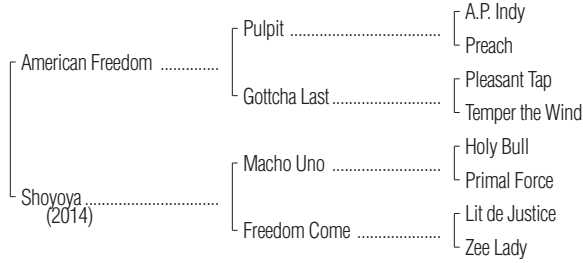 A.P. Indy
Pulpit ........................................
Preach
American Freedom ..............
Pleasant Tap
Gottcha Last.............................
Temper the Wind
Holy Bull
Macho Uno .............................
Primal Force
Shoyoya ...................................
(2014)
Lit de Justice
Freedom Come ......................
Zee Lady